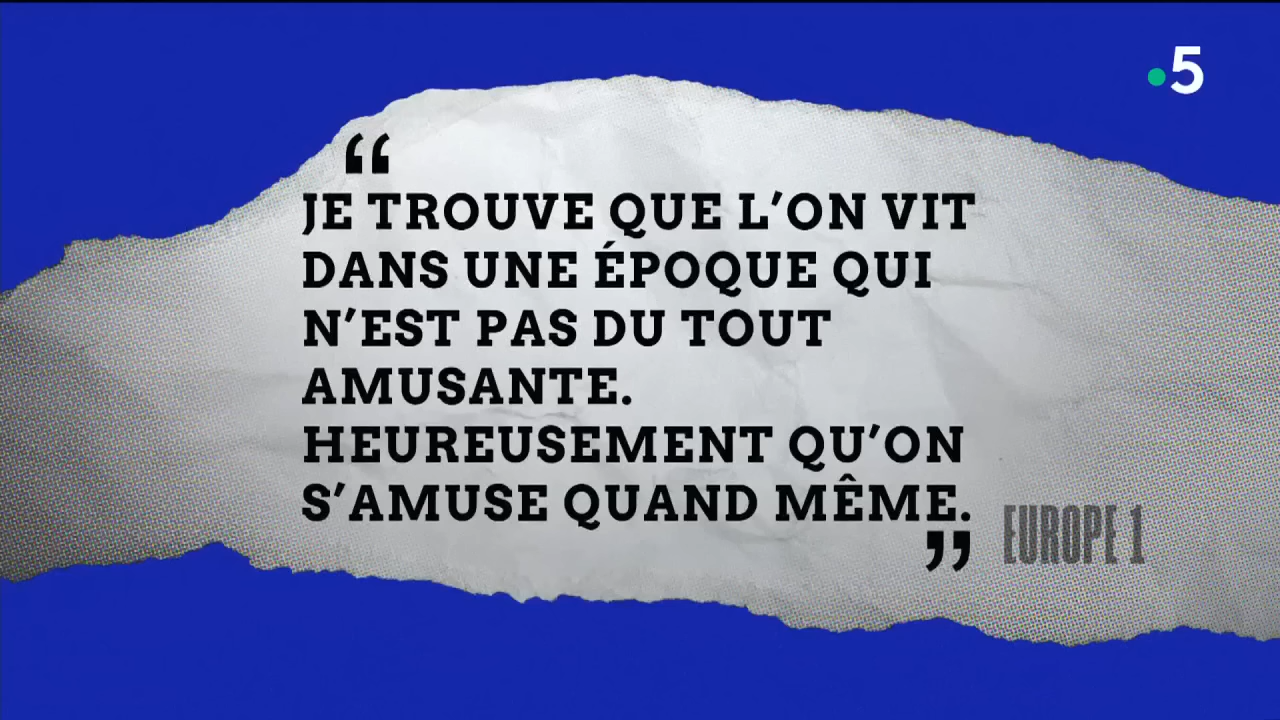 5
“
JE TROUVE QUE L’ON VIT
DANS UNE ÉPOQUE QUI
N’EST PAS DU TOUT
AMUSANTE.
HEUREUSEMENT QU’ON
S’AMUSE QUAND MÊME.
”
EUROPE 1